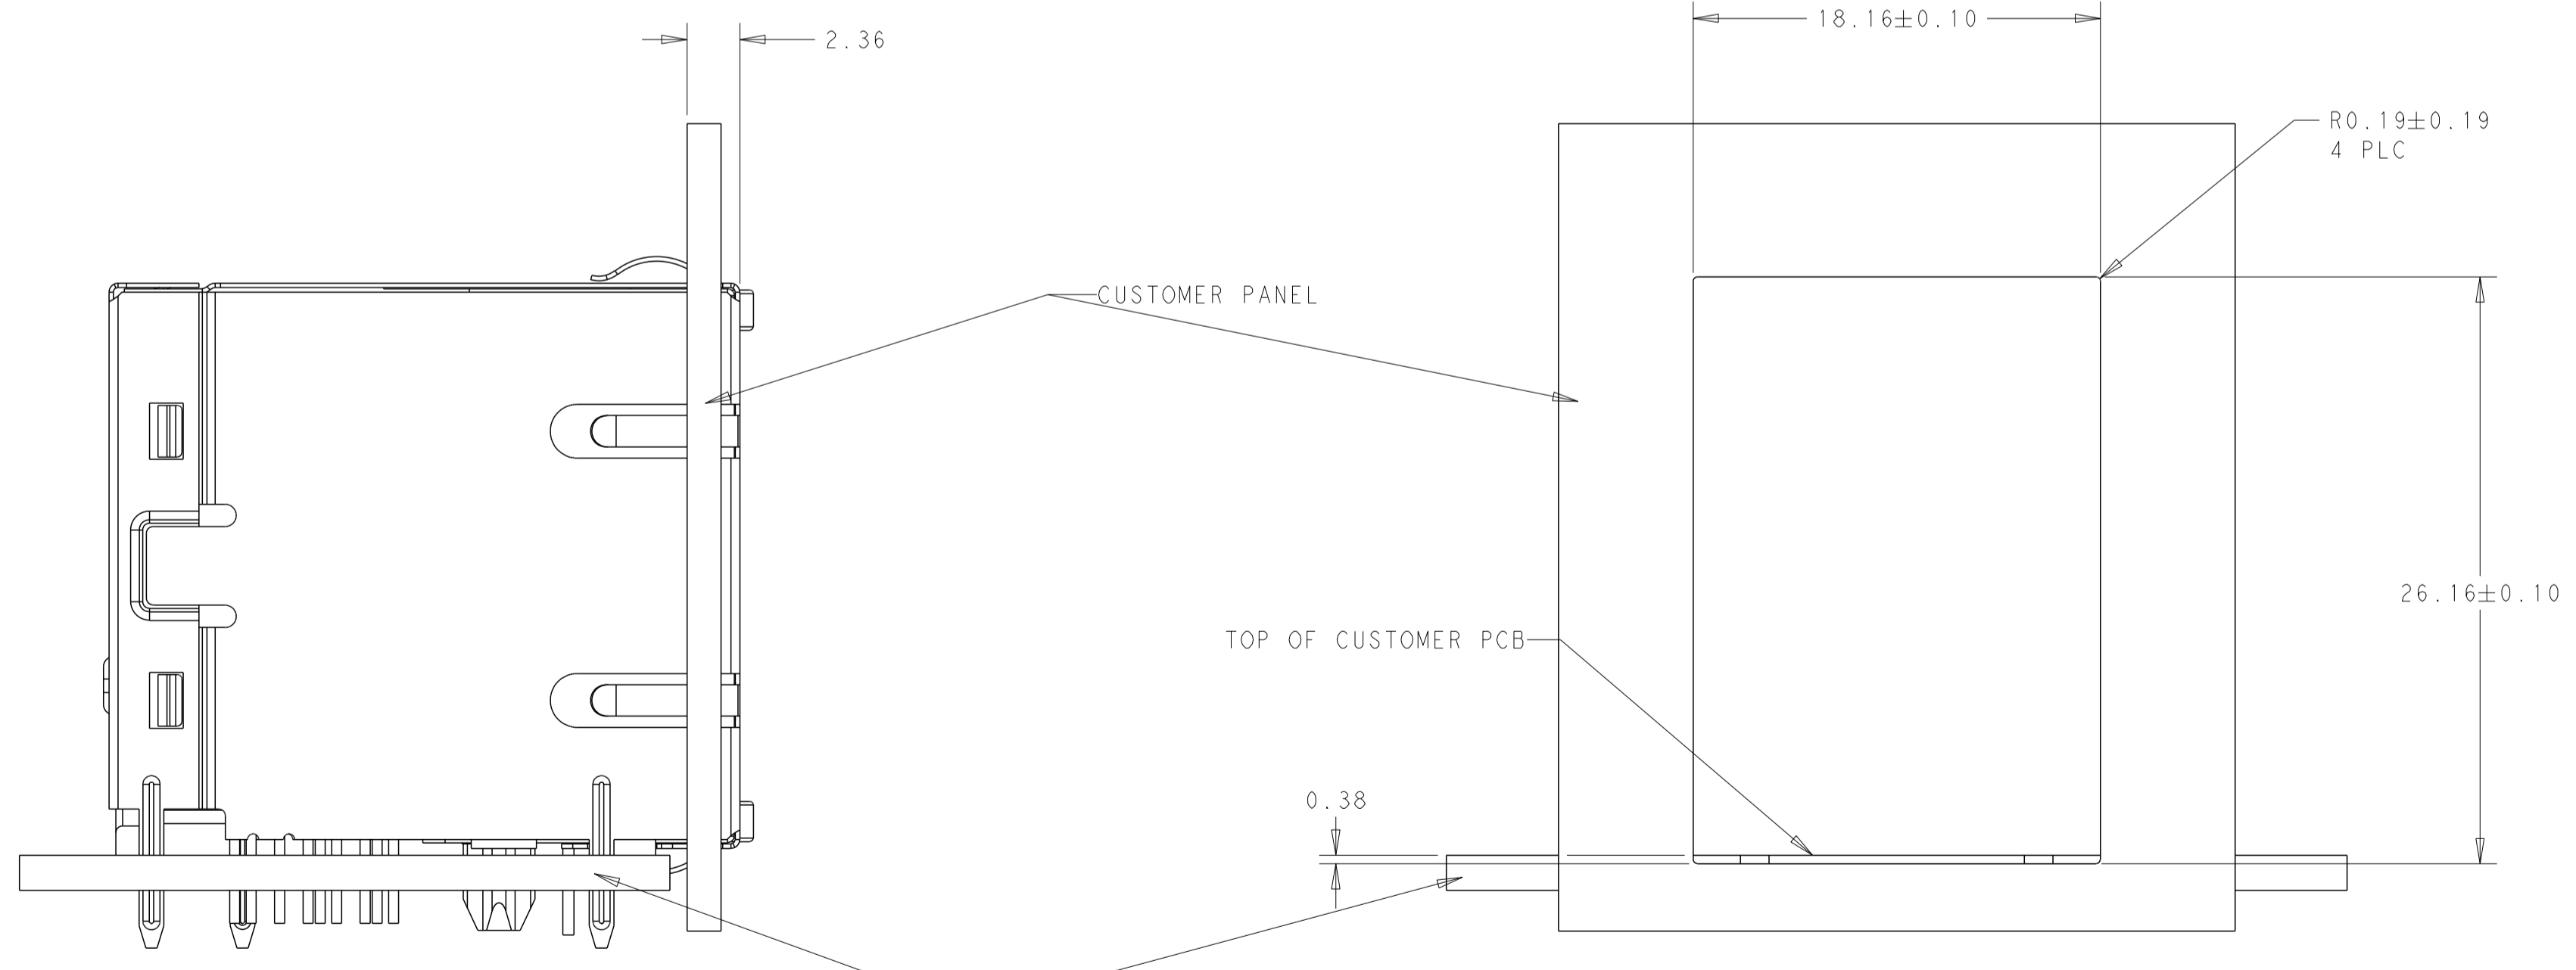 2.36
18.16±0.10
R0.19±0.19
4 PLC
CUSTOMER PANEL
26.16±0.10
TOP OF CUSTOMER PCB
0.38